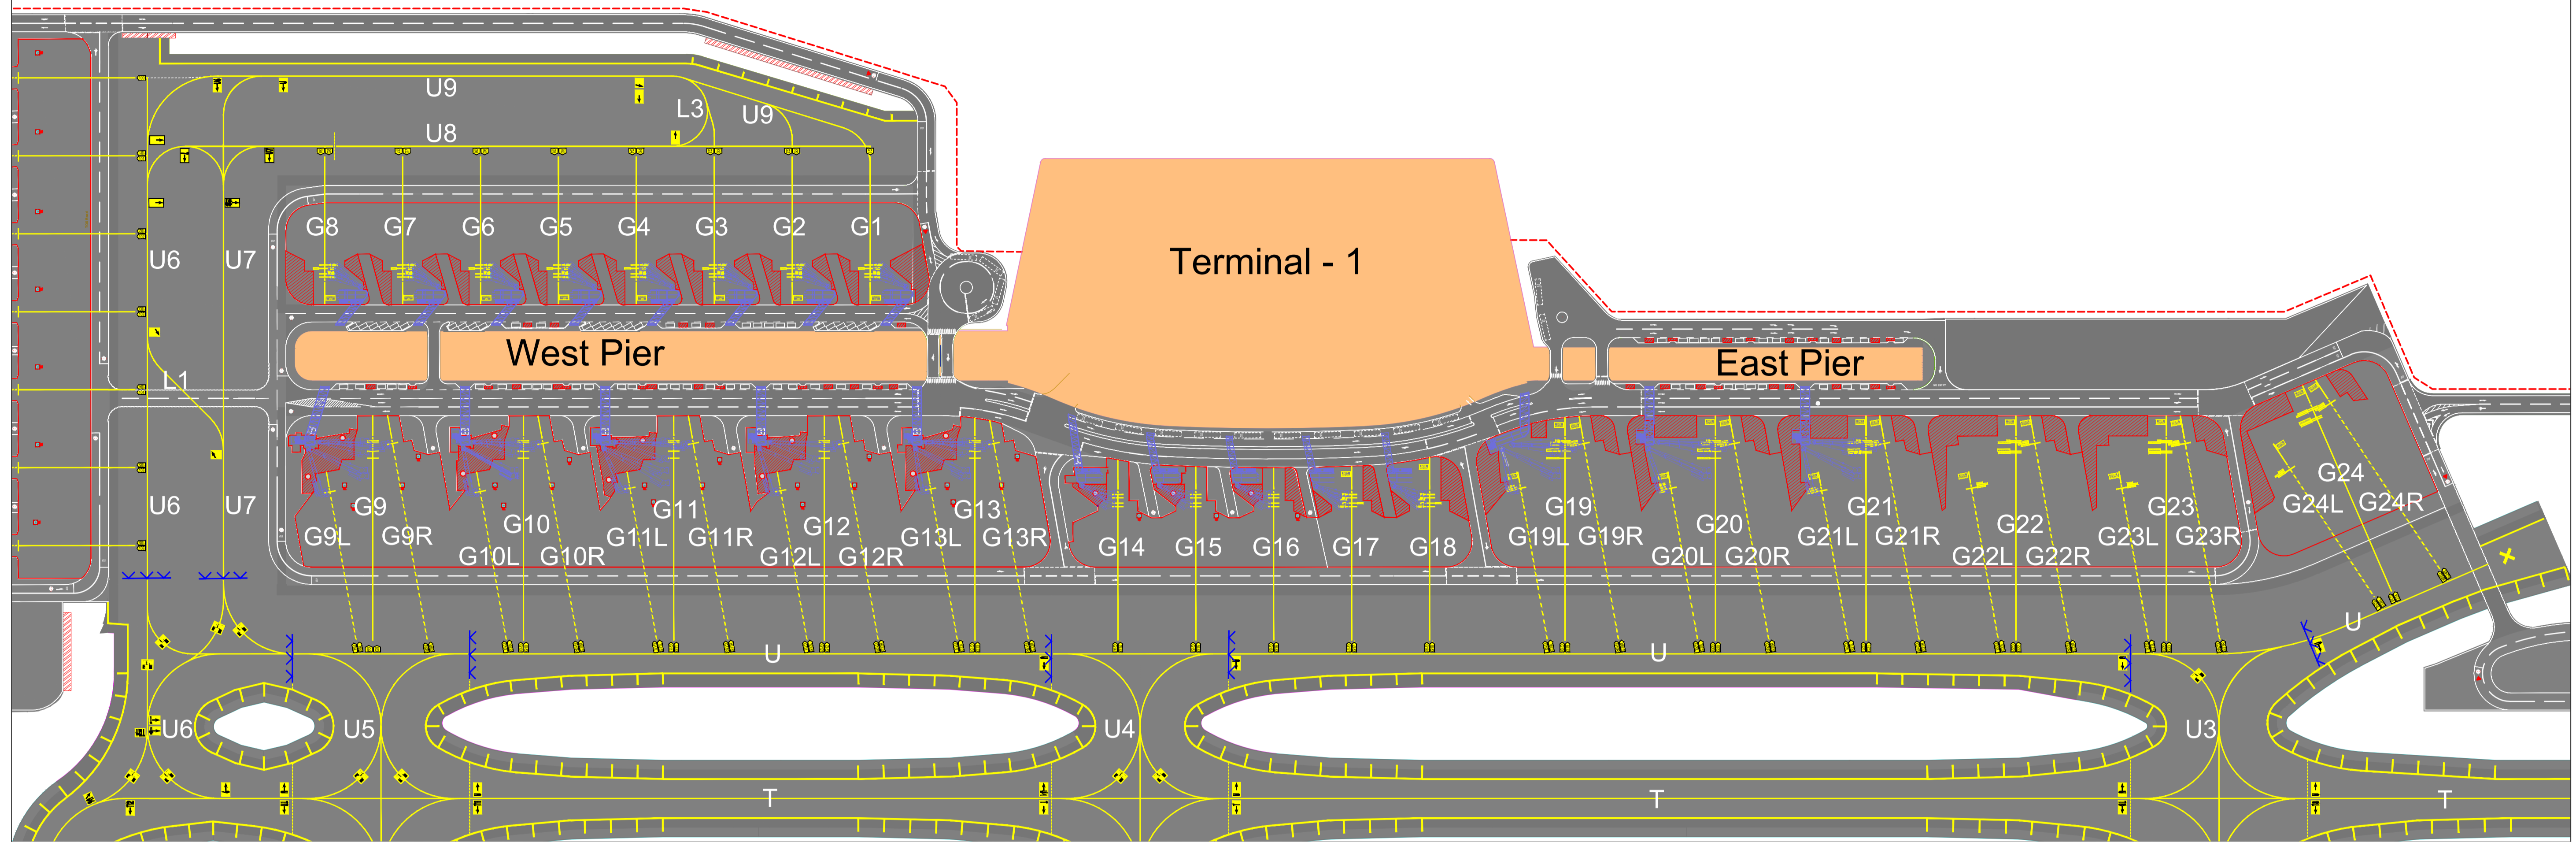 U9
L3
U9
U8
G8 G7 G6 G5 G4 G3 G2 G1
U6 U7
Terminal - 1
West Pier
East Pier
L1
U6 U7
G9L G9 G9R
G10L G10 G10R
G11L G11 G11R
G12L G12 G12R
G13L G13 G13R
G14 G15 G16 G17 G18
G19L G19 G19R
G20L G20 G20R
G21L G21 G21R
G22L G22 G22R
G23L G23 G23R
G24L G24 G24R
U U U
U6 U5 U4 U3
T T T